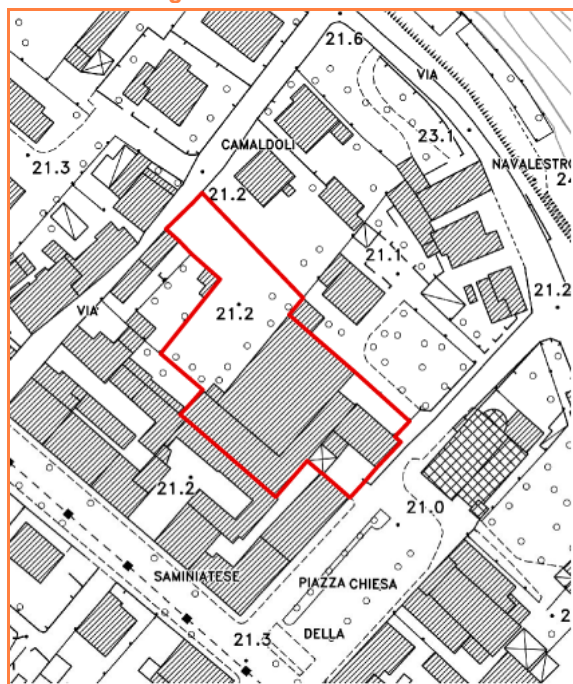 21.6
VIA
23.1
CAMALDOLI
NAVALESTRO
21.3
21.2
21.1
21.2
21.2
VIA
21.2
21.0
SAMINIATESE
PIAZZA CHIESA
DELLA
21.3